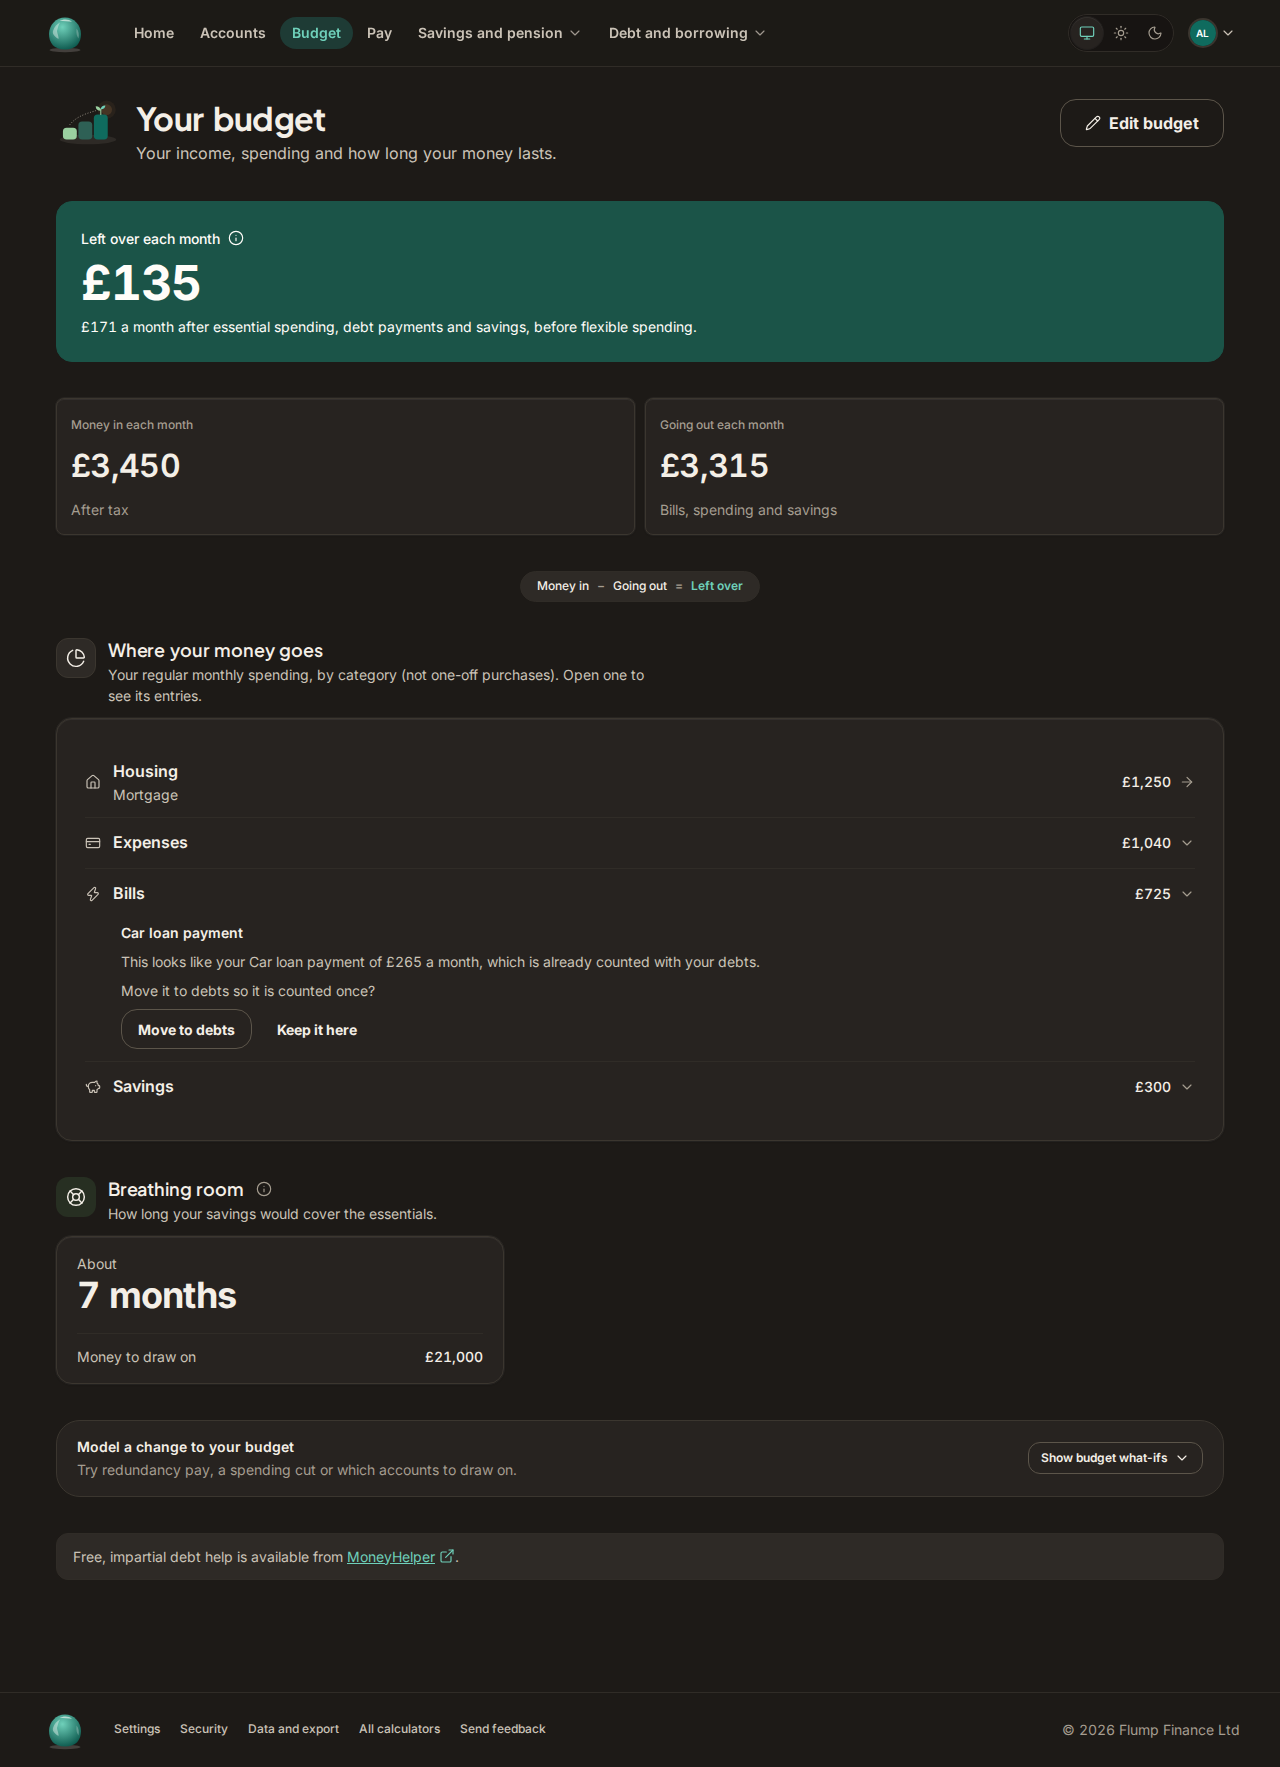 Home Accounts Budget Pay Savings and pension Debt and borrowing AL
Your budget
Your income, spending and how long your money lasts.
Edit budget
Left over each month
£135
£171 a month after essential spending, debt payments and savings, before flexible spending.
Money in each month
£3,450
After tax
Going out each month
£3,315
Bills, spending and savings
Money in − Going out = Left over
Where your money goes
Your regular monthly spending, by category (not one-off purchases). Open one to
see its entries.
Housing
Mortgage
£1,250
Expenses £1,040
Bills £725
Car loan payment
This looks like your Car loan payment of £265 a month, which is already counted with your debts.
Move it to debts so it is counted once?
Move to debts Keep it here
Savings £300
Breathing room
How long your savings would cover the essentials.
About
7 months
Money to draw on £21,000
Model a change to your budget
Try redundancy pay, a spending cut or which accounts to draw on.
Show budget what-ifs
Free, impartial debt help is available from MoneyHelper.
Settings Security Data and export All calculators Send feedback © 2026 Flump Finance Ltd